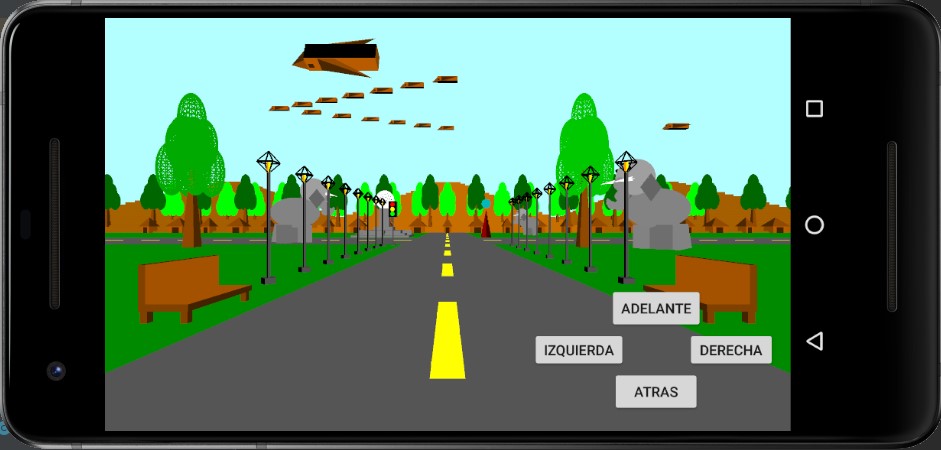 ADELANTE
IZQUIERDA
DERECHA
ATRAS